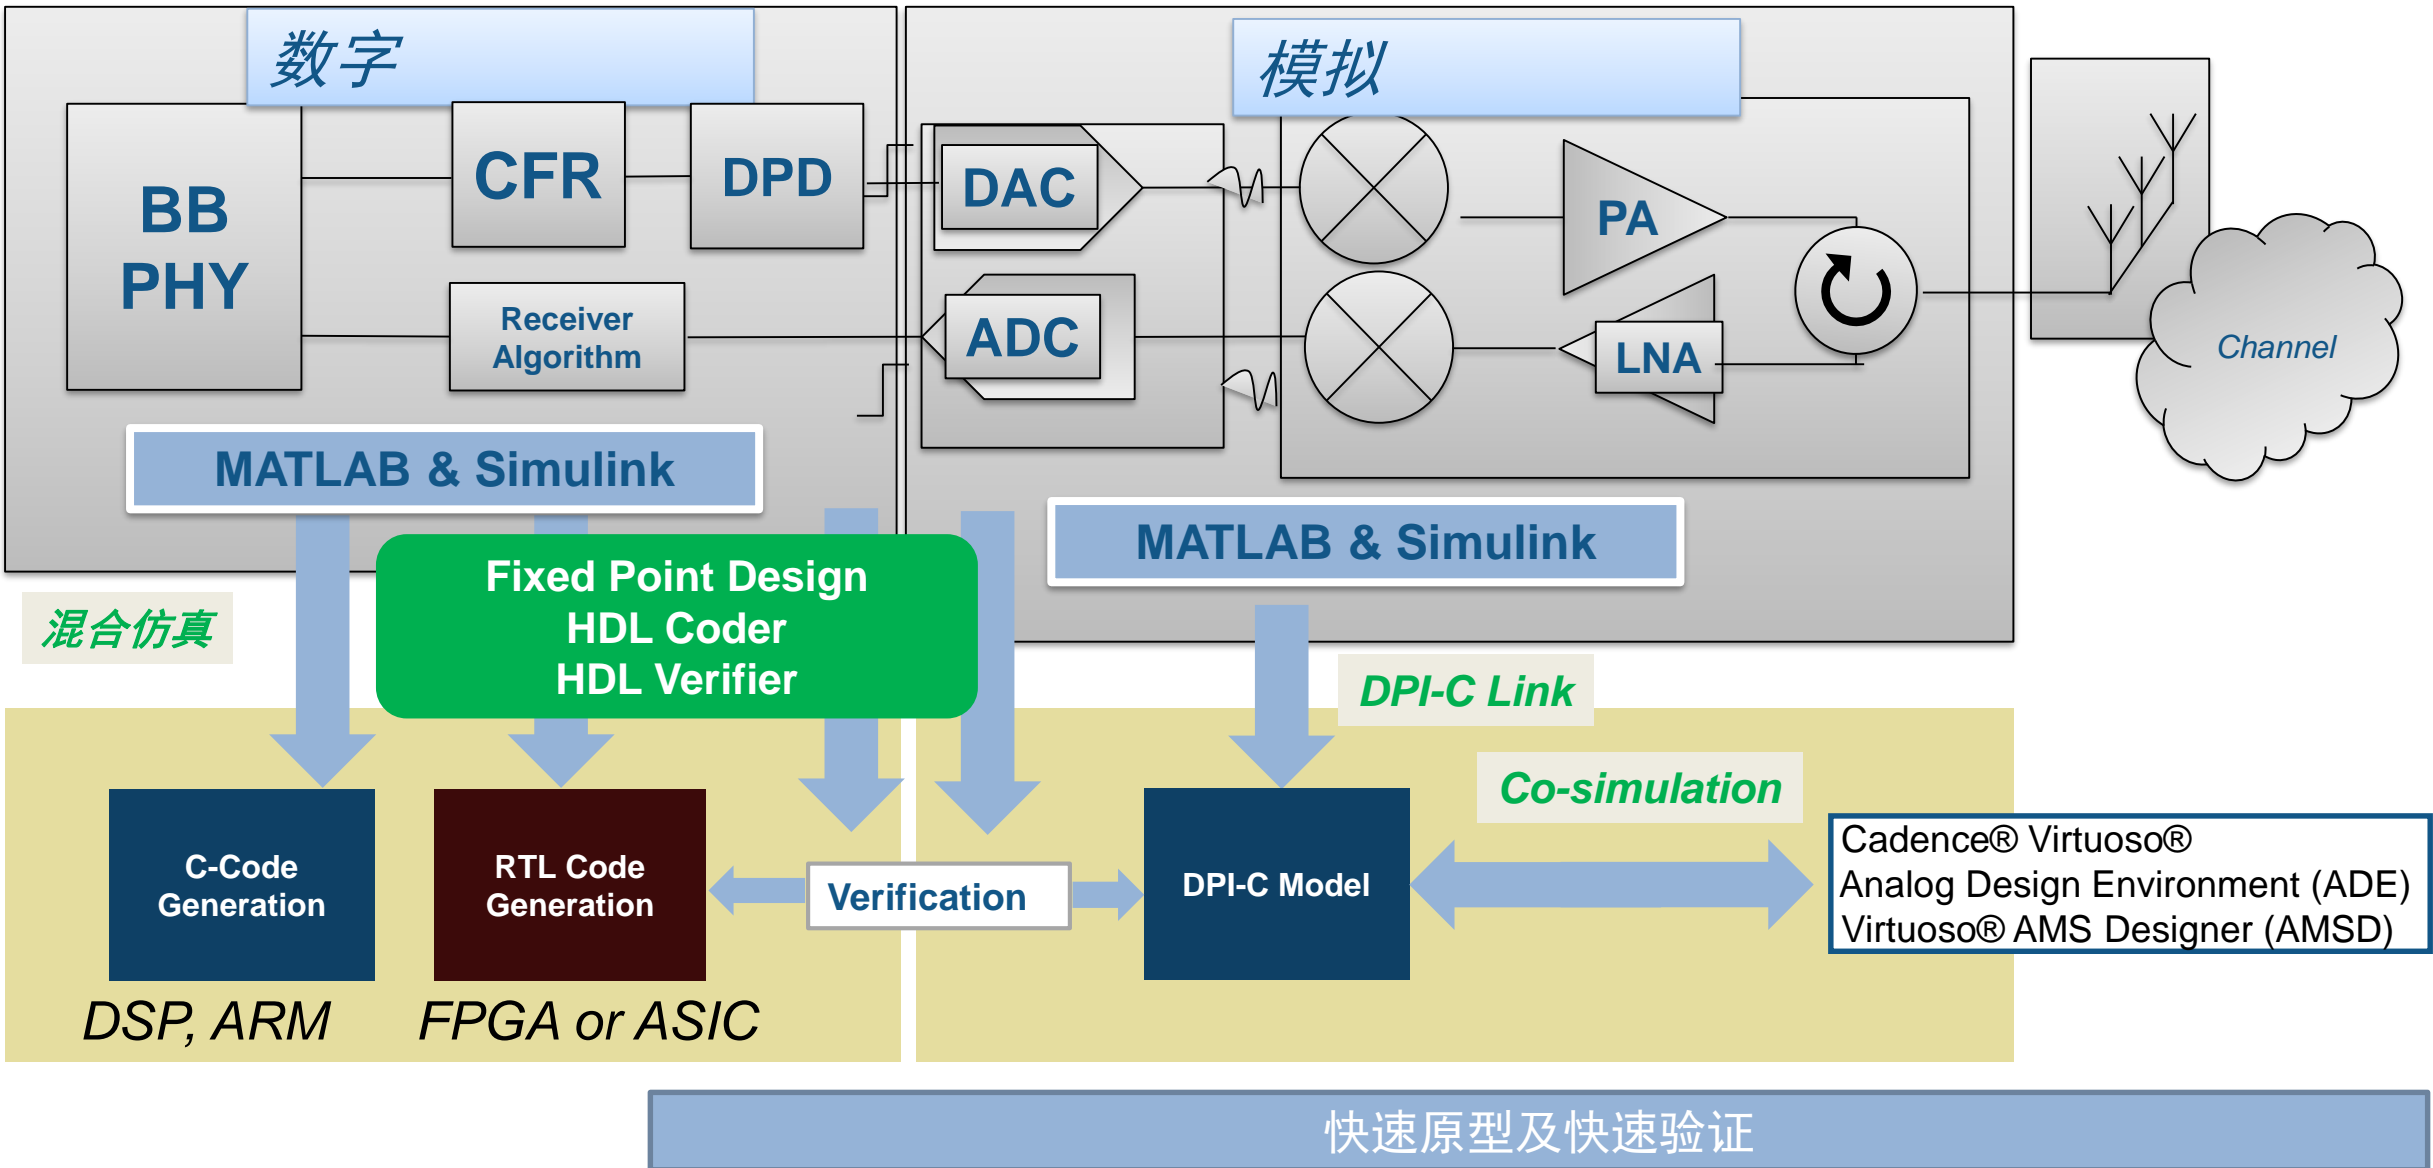 数字
模拟
BB
PHY
CFR
DPD
DAC
PA
Receiver
Algorithm
ADC
LNA
Channel
MATLAB & Simulink
MATLAB & Simulink
Fixed Point Design
HDL Coder
HDL Verifier
混合仿真
DPI-C Link
Co-simulation
C-Code
Generation
RTL Code
Generation
Verification
DPI-C Model
Cadence® Virtuoso®
Analog Design Environment (ADE)
Virtuoso® AMS Designer (AMSD)
DSP, ARM
FPGA or ASIC
快速原型及快速验证